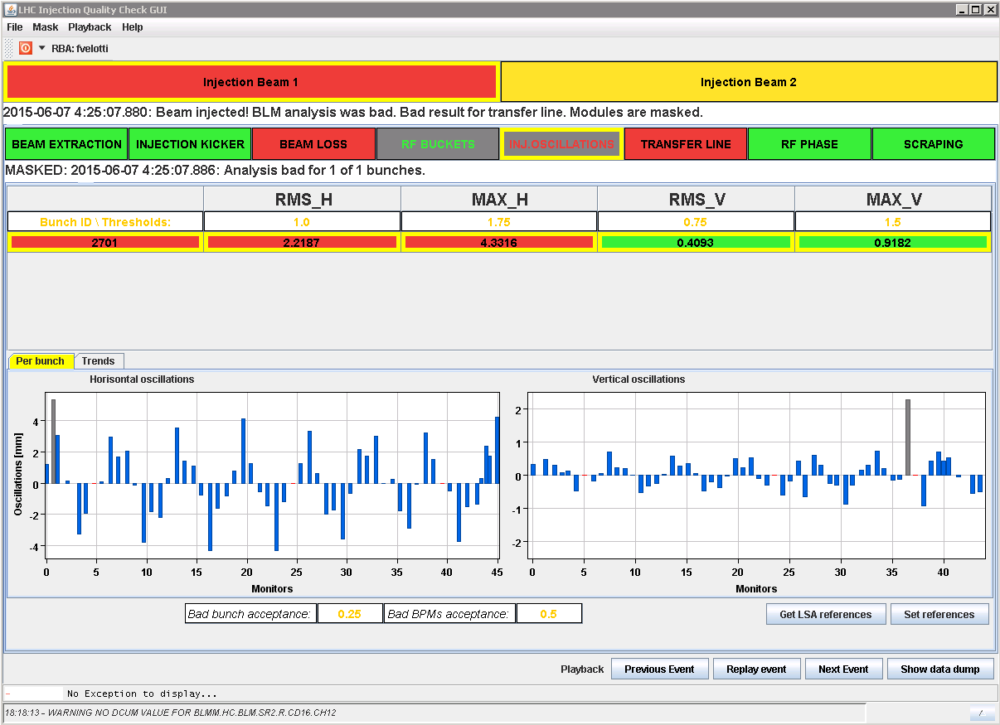 LHC Injection Quality Check GUI
File Mask Playback Help
RBA: fvelotti
Injection Beam 1 Injection Beam 2
2015-06-07 4:25:07.880: Beam injected! BLM analysis was bad. Bad result for transfer line. Modules are masked.
BEAM EXTRACTION INJECTION KICKER BEAM LOSS RF BUCKETS INJ.OSCILLATIONS TRANSFER LINE RF PHASE SCRAPING
MASKED: 2015-06-07 4:25:07.886: Analysis bad for 1 of 1 bunches.
RMS_H MAX_H RMS_V MAX_V
Bunch ID \ Thresholds: 1.0 1.75 0.75 1.5
2701 2.2187 4.3316 0.4093 0.9182
Per bunch Trends
Horisontal oscillations
Oscillations [mm]
4
2
0
-2
-4
0 5 10 15 20 25 30 35 40 45
Monitors
Vertical oscillations
2
1
0
-1
-2
0 5 10 15 20 25 30 35 40
Monitors
Bad bunch acceptance: 0.25 Bad BPMs acceptance: 0.5 Get LSA references Set references
Playback Previous Event Replay event Next Event Show data dump
- No Exception to display...
18:18:13 - WARNING NO DCUM VALUE FOR BLMM.HC.BLM.SR2.R.CD16.CH12 /